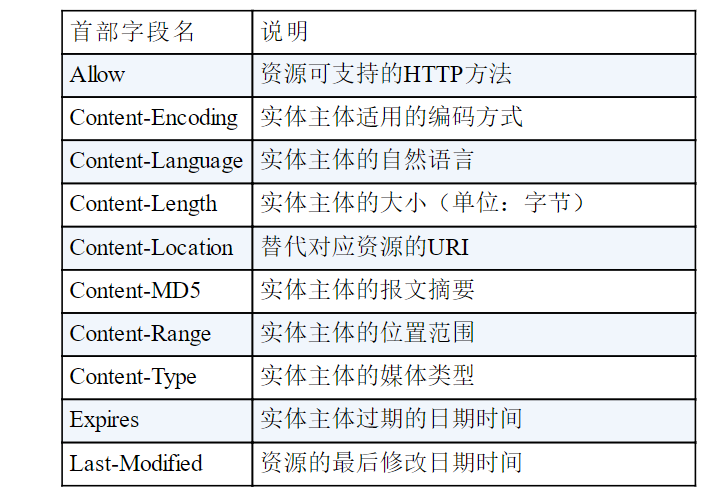 首部字段名 说明
Allow 资源可支持的HTTP方法
Content-Encoding 实体主体适用的编码方式
Content-Language 实体主体的自然语言
Content-Length 实体主体的大小（单位：字节）
Content-Location 替代对应资源的URI
Content-MD5 实体主体的报文摘要
Content-Range 实体主体的位置范围
Content-Type 实体主体的媒体类型
Expires 实体主体过期的日期时间
Last-Modified 资源的最后修改日期时间